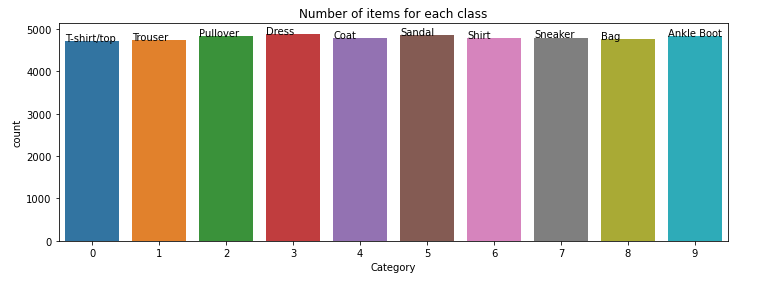 Number of items for each class
5000
4000
3000
2000
1000
0
count
T-shirt/top
Trouser
Pullover
Dress
Coat
Sandal
Shirt
Sneaker
Bag
Ankle Boot
0 1 2 3 4 5 6 7 8 9
Category